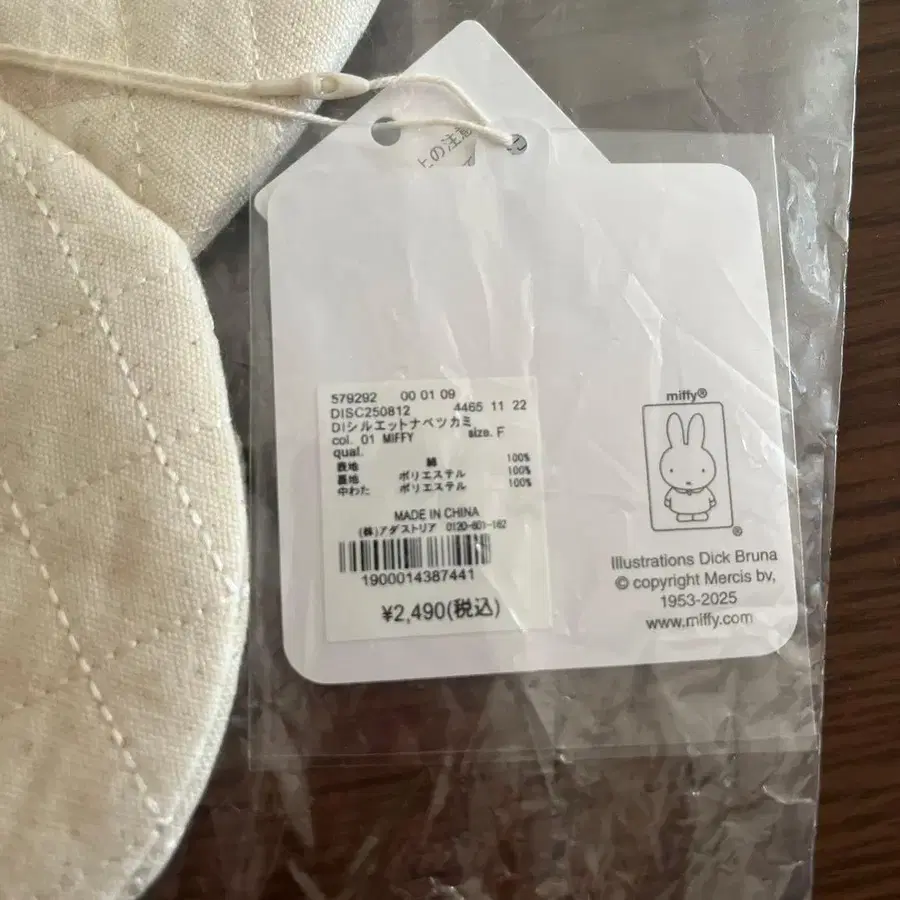 上の注意
579292 00 01 09
DISC250812 4465 11 22
DIシルエットナベツカミ
col. 01 MIFFY size. F
qual.
表地 綿 100%
裏地 ポリエステル 100%
中わた ポリエステル 100%
MADE IN CHINA
(株)アダストリア 0120-601-162
1900014387441
¥2,490(税込)
miffy®
®
Illustrations Dick Bruna
© copyright Mercis bv,
1953-2025
www.miffy.com